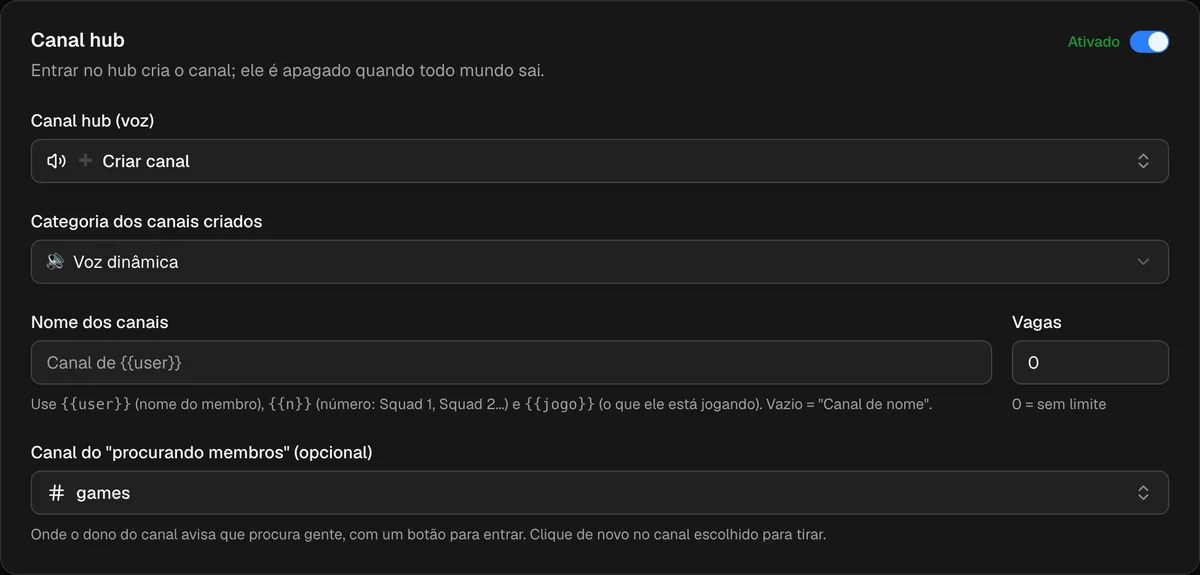 Canal hub
Ativado
Entrar no hub cria o canal; ele é apagado quando todo mundo sai.
Canal hub (voz)
➕ Criar canal
Categoria dos canais criados
🔊 Voz dinâmica
Nome dos canais
Vagas
Canal de {{user}}
0
Use {{user}} (nome do membro), {{n}} (número: Squad 1, Squad 2...) e {{jogo}} (o que ele está jogando). Vazio = "Canal de nome".
0 = sem limite
Canal do "procurando membros" (opcional)
# games
Onde o dono do canal avisa que procura gente, com um botão para entrar. Clique de novo no canal escolhido para tirar.